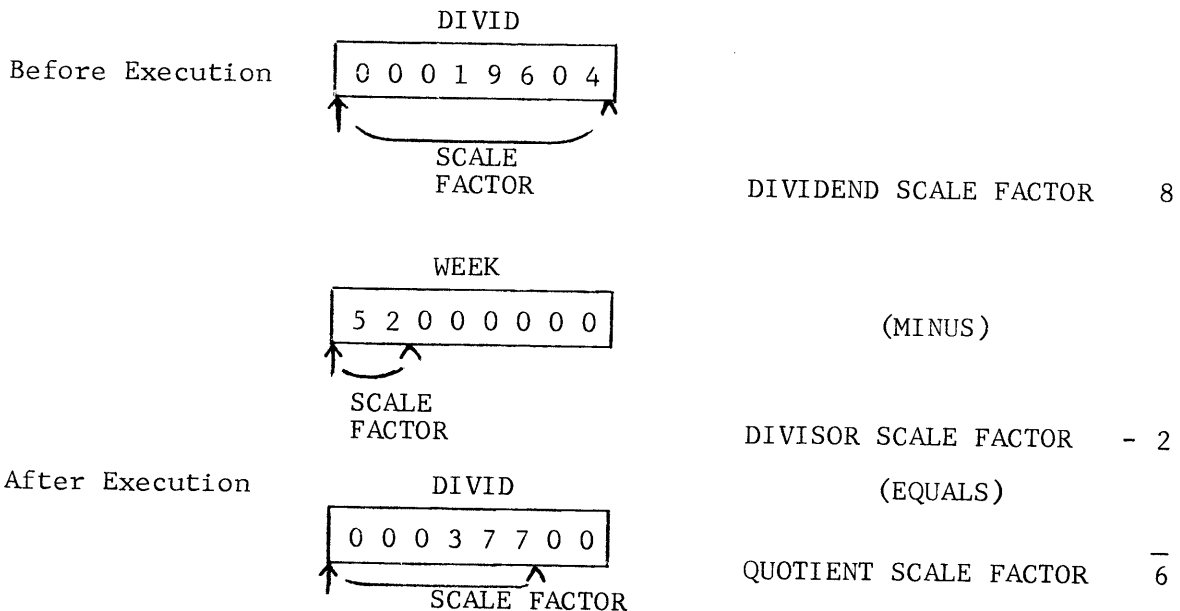 DIVID
Before Execution
0 0 0 1 9 6 0 4
SCALE
FACTOR
DIVIDEND SCALE FACTOR 8
WEEK
5 2 0 0 0 0 0 0
(MINUS)
SCALE
FACTOR
DIVISOR SCALE FACTOR - 2
After Execution
DIVID
(EQUALS)
0 0 0 3 7 7 0 0
QUOTIENT SCALE FACTOR 6
SCALE FACTOR